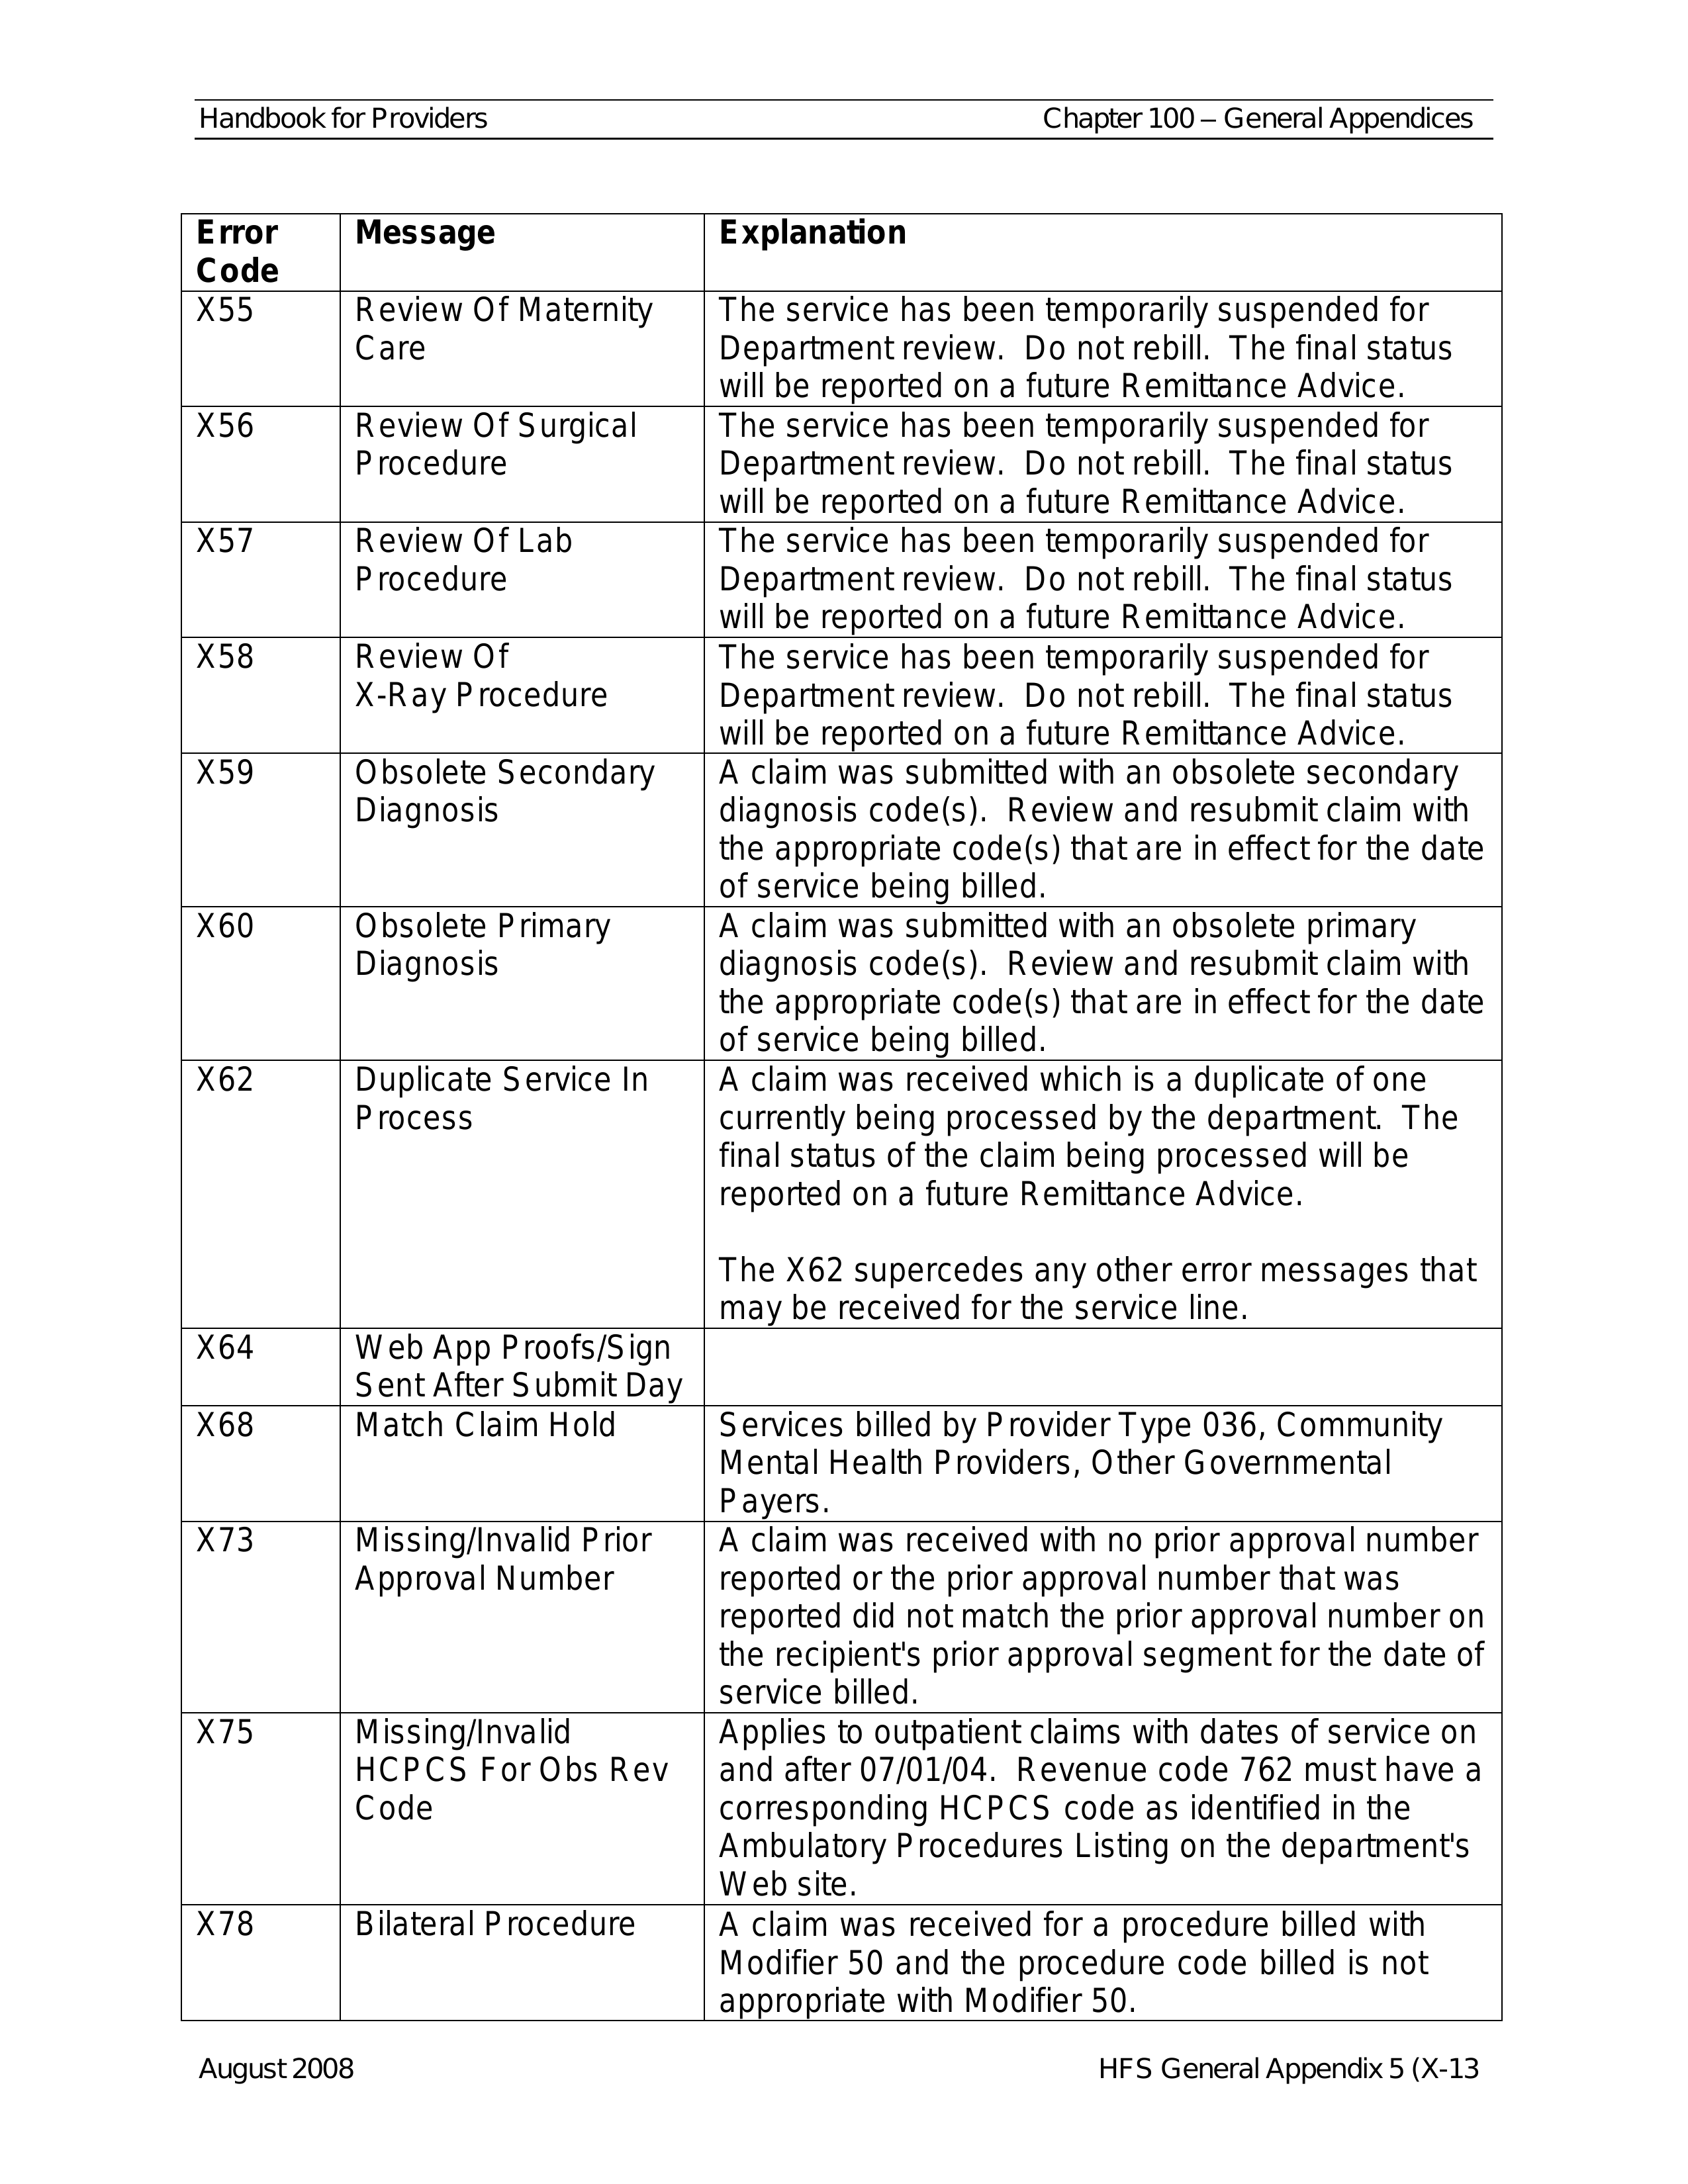 Handbook for Providers Chapter 100 – General Appendices
Error Code Message Explanation
X55 Review Of Maternity The service has been temporarily suspended for
Care Department review. Do not rebill. The final status
will be reported on a future Remittance Advice.
X56 Review Of Surgical The service has been temporarily suspended for
Procedure Department review. Do not rebill. The final status
will be reported on a future Remittance Advice.
X57 Review Of Lab The service has been temporarily suspended for
Procedure Department review. Do not rebill. The final status
will be reported on a future Remittance Advice.
X58 Review Of The service has been temporarily suspended for
X-Ray Procedure Department review. Do not rebill. The final status
will be reported on a future Remittance Advice.
X59 Obsolete Secondary A claim was submitted with an obsolete secondary
Diagnosis diagnosis code(s). Review and resubmit claim with
the appropriate code(s) that are in effect for the date
of service being billed.
X60 Obsolete Primary A claim was submitted with an obsolete primary
Diagnosis diagnosis code(s). Review and resubmit claim with
the appropriate code(s) that are in effect for the date
of service being billed.
X62 Duplicate Service In A claim was received which is a duplicate of one
Process currently being processed by the department. The
final status of the claim being processed will be
reported on a future Remittance Advice.
The X62 supercedes any other error messages that
may be received for the service line.
X64 Web App Proofs/Sign
Sent After Submit Day
X68 Match Claim Hold Services billed by Provider Type 036, Community
Mental Health Providers, Other Governmental
Payers.
X73 Missing/Invalid Prior A claim was received with no prior approval number
Approval Number reported or the prior approval number that was
reported did not match the prior approval number on
the recipient's prior approval segment for the date of
service billed.
X75 Missing/Invalid Applies to outpatient claims with dates of service on
HCPCS For Obs Rev and after 07/01/04. Revenue code 762 must have a
Code corresponding HCPCS code as identified in the
Ambulatory Procedures Listing on the department's
Web site.
X78 Bilateral Procedure A claim was received for a procedure billed with
Modifier 50 and the procedure code billed is not
appropriate with Modifier 50.
August 2008 HFS General Appendix 5 (X-13